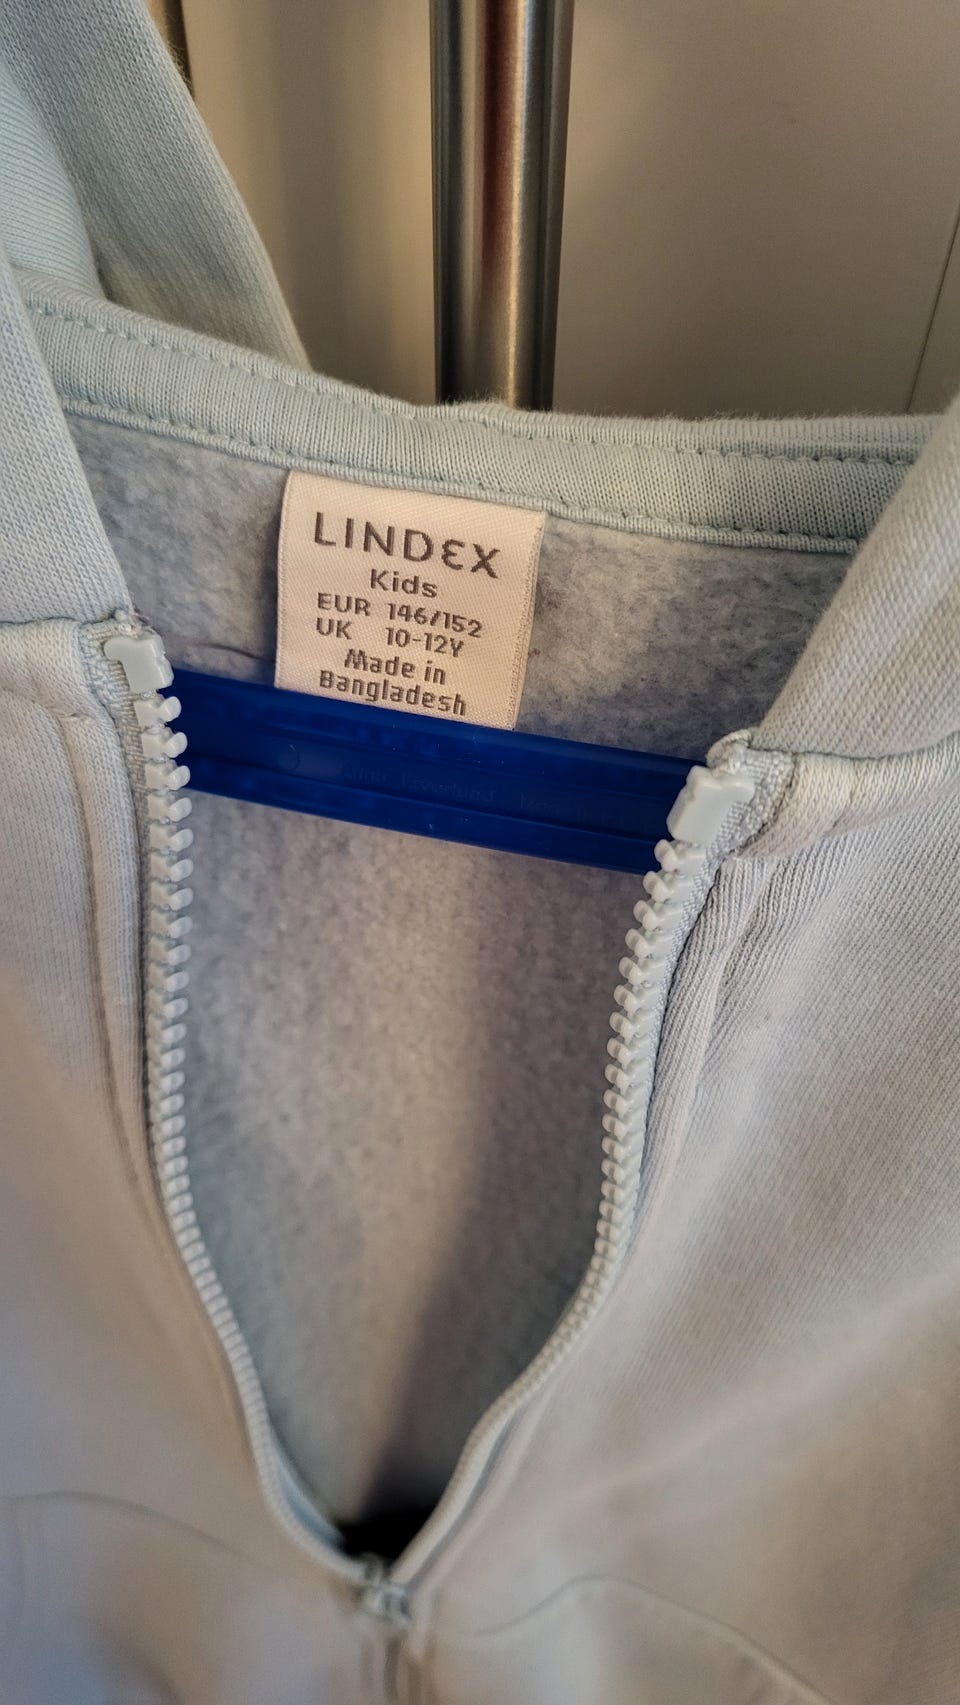 LINDEX
Kids
EUR 146/152
UK 10-12Y
Made in
Bangladesh